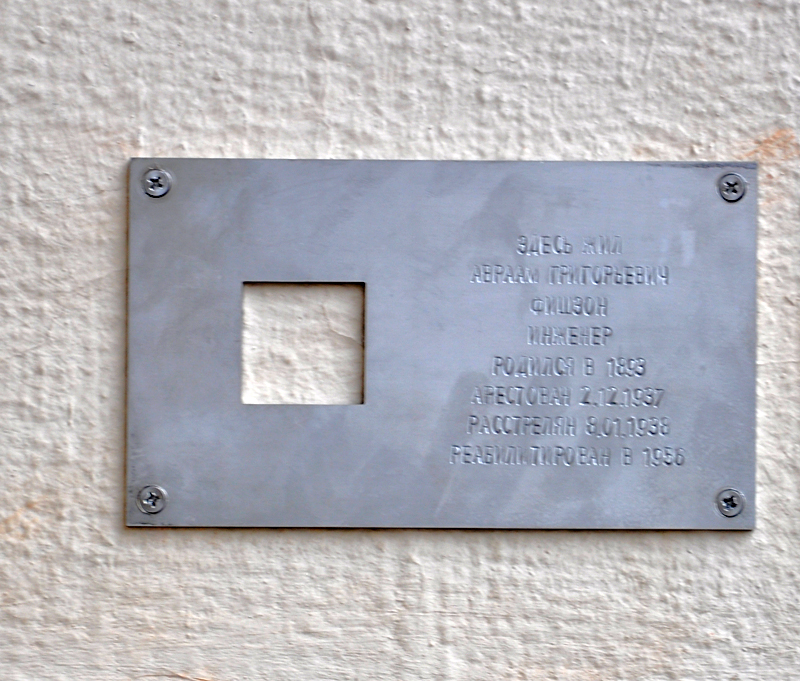 ЗДЕСЬ ЖИЛ
АВРААМ ГРИГОРЬЕВИЧ
ФИШЗОН
ИНЖЕНЕР
РОДИЛСЯ В 1893
АРЕСТОВАН 2.12.1937
РАССТРЕЛЯН 8.01.1938
РЕАБИЛИТИРОВАН В 1956